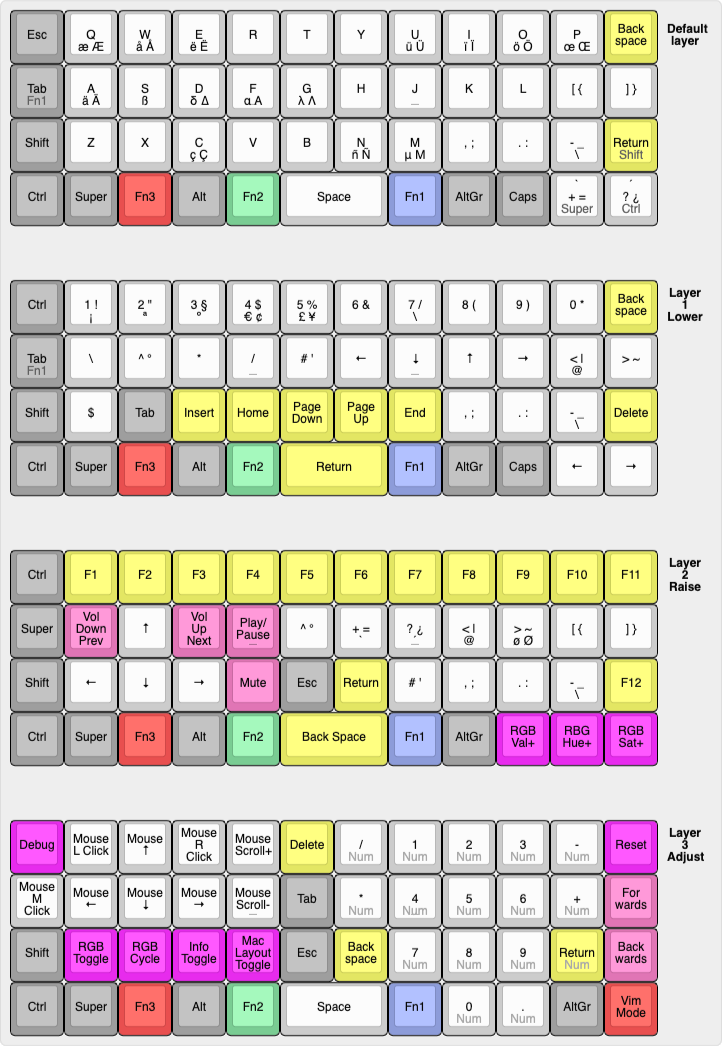 Esc Q W E R T Y U I O P Back space
æ Æ å Å ë Ë ü Ü ï Ï ö Ö œ Œ
Default layer
Tab A S D F G H J K L [ { ] }
Fn1 ä Ä ß δ Δ α A λ Λ _
Shift Z X C V B N M , ; . : - _ Return
ç Ç ñ Ñ µ M \ Shift
Ctrl Super Fn3 Alt Fn2 Space Fn1 AltGr Caps ` + = Super ´ ? ¿ Ctrl
Ctrl 1 ! 2 " 3 § 4 $ 5 % 6 & 7 / 8 ( 9 ) 0 * Back space
¡ ª º € ¢ £ ¥ \
Layer 1 Lower
Tab \ ^ ° * / # ' ← ↓ ↑ → < | > ~
Fn1 _ _ @
Shift $ Tab Insert Home Page Down Page Up End , ; . : - _ \ Delete
Ctrl Super Fn3 Alt Fn2 Return Fn1 AltGr Caps ← →
Ctrl F1 F2 F3 F4 F5 F6 F7 F8 F9 F10 F11
Layer 2 Raise
Super Vol Down Prev ↑ Vol Up Next Play/ Pause _ ^ ° + = ` ? ¿ ´ _ < | @ > ~ ø Ø [ { ] }
Shift ← ↓ → Mute Esc Return # ' , ; . : - _ \ F12
Ctrl Super Fn3 Alt Fn2 Back Space Fn1 AltGr RGB Val+ RBG Hue+ RGB Sat+
Debug Mouse L Click Mouse ↑ Mouse R Click Mouse Scroll+ Delete / Num 1 Num 2 Num 3 Num - Num Reset
Layer 3 Adjust
Mouse M Click Mouse ← Mouse ↓ Mouse → Mouse Scroll- _ Tab * Num 4 Num _ 5 Num 6 Num + Num For wards
Shift RGB Toggle RGB Cycle Info Toggle Mac Layout Toggle Esc Back space 7 Num 8 Num 9 Num Return Num Back wards
Ctrl Super Fn3 Alt Fn2 Space Fn1 0 Num . Num AltGr Vim Mode